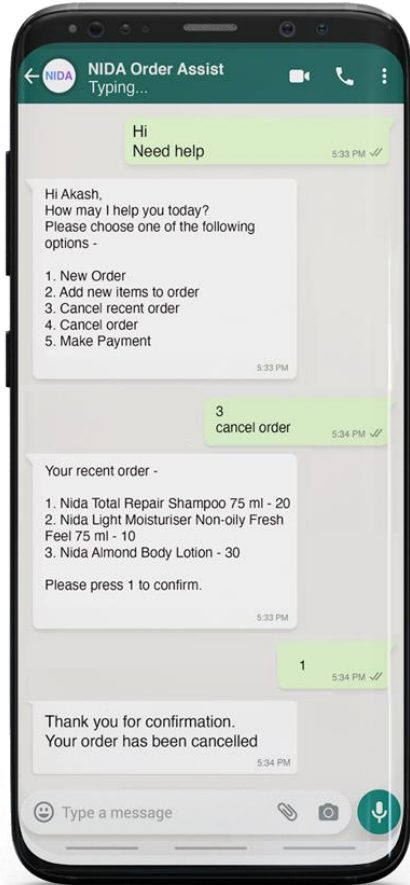 NIDA
NIDA Order Assist
Typing...
Hi
Need help
5:33 PM
Hi Akash,
How may I help you today?
Please choose one of the following
options -
1. New Order
2. Add new items to order
3. Cancel recent order
4. Cancel order
5. Make Payment
5:33 PM
3
cancel order
5:34 PM
Your recent order -
1. Nida Total Repair Shampoo 75 ml - 20
2. Nida Light Moisturiser Non-oily Fresh
Feel 75 ml - 10
3. Nida Almond Body Lotion - 30
Please press 1 to confirm.
5:33 PM
1
5:34 PM
Thank you for confirmation.
Your order has been cancelled
5:34 PM
Type a message